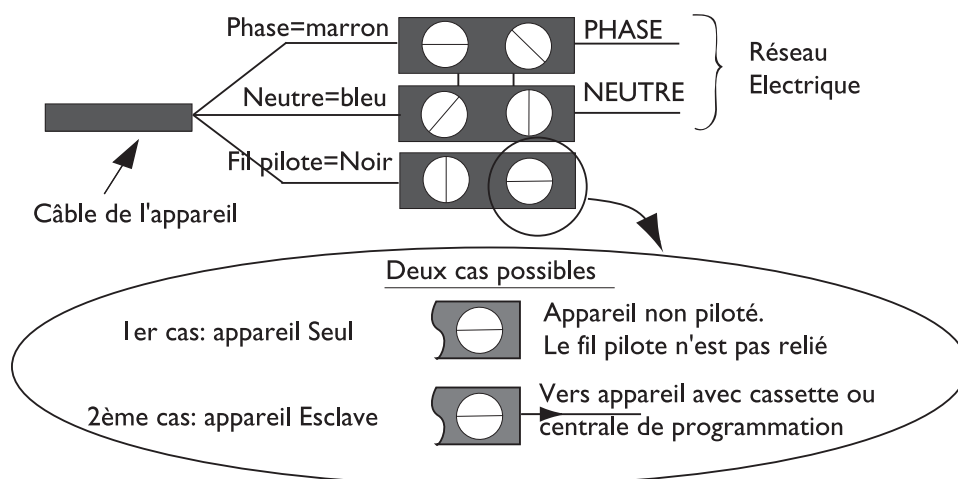 Phase=marron
PHASE
Réseau
Electrique
Neutre=bleu
NEUTRE
Fil pilote=Noir
Câble de l'appareil
Deux cas possibles
1er cas: appareil Seul
Appareil non piloté.
Le fil pilote n'est pas relié
2ème cas: appareil Esclave
Vers appareil avec cassette ou
centrale de programmation